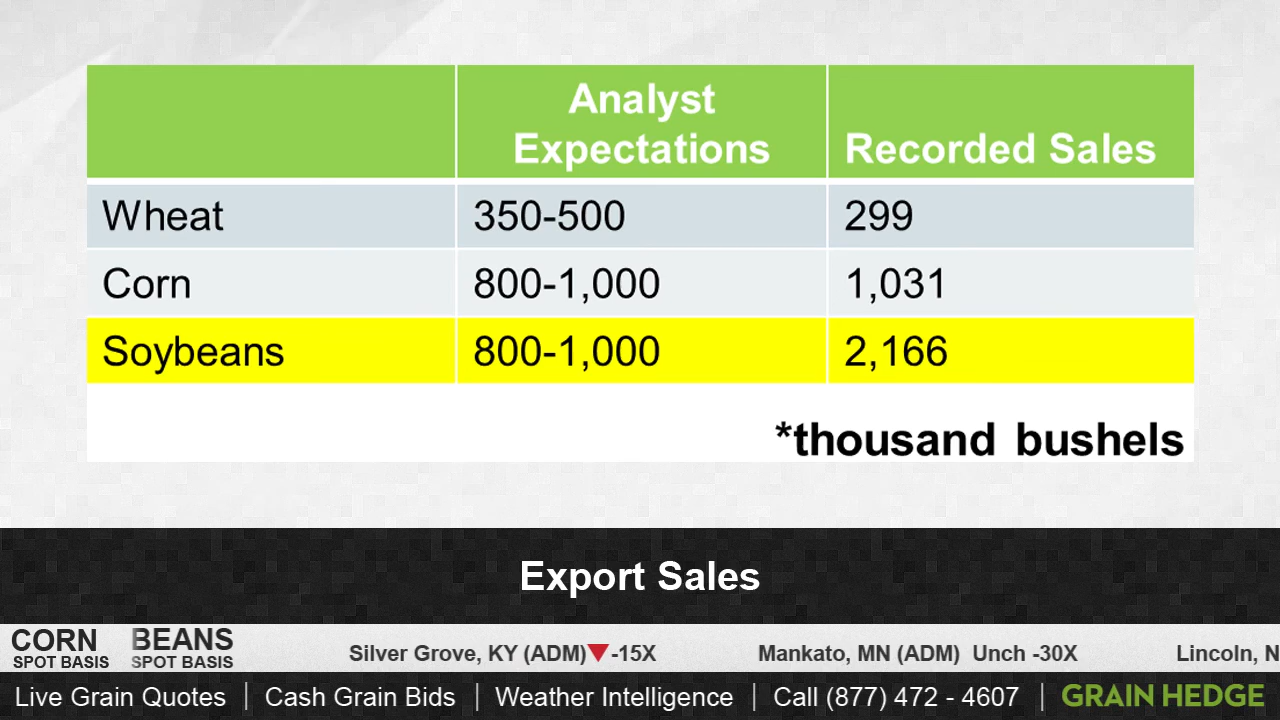 Analyst
Expectations
Recorded Sales
Wheat 350-500 299
Corn 800-1,000 1,031
Soybeans 800-1,000 2,166
*thousand bushels
Export Sales
CORN
SPOT BASIS
BEANS
SPOT BASIS
Silver Grove, KY (ADM)▼-15X Mankato, MN (ADM) Unch -30X Lincoln, N
Live Grain Quotes | Cash Grain Bids | Weather Intelligence | Call (877) 472 - 4607 | GRAIN HEDGE